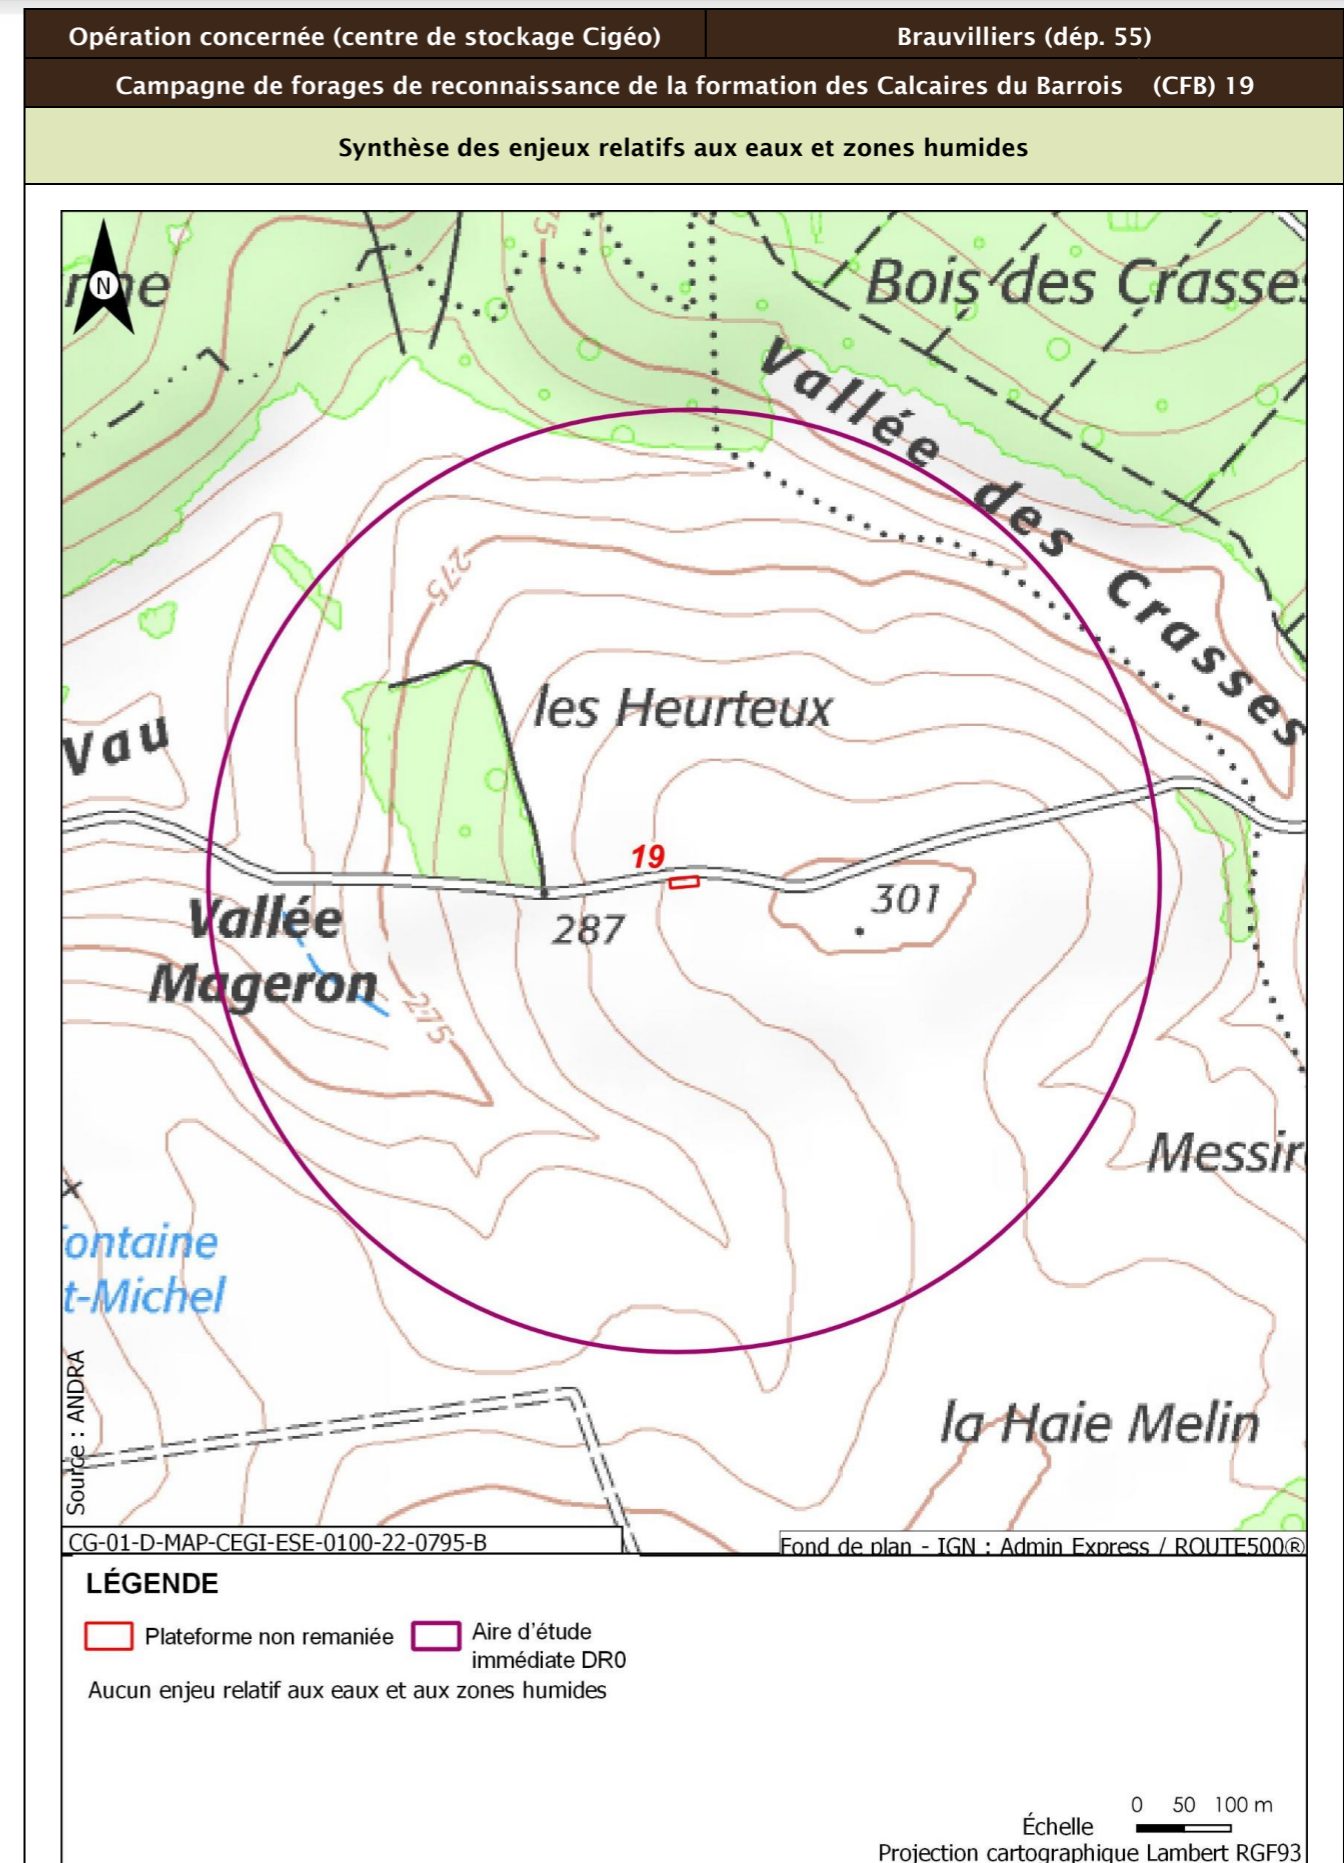 Opération concernée (centre de stockage Cigéo)
Brauvilliers (dép. 55)
Campagne de forages de reconnaissance de la formation des Calcaires du Barrois (CFB) 19
Synthèse des enjeux relatifs aux eaux et zones humides
N
Bois des Crasses
Vallée des Crasses
275
les Heurteux
Vau
19
301
287
Vallée
Mageron
275
Messir
ontaine
t-Michel
la Haie Melin
Source : ANDRA
CG-01-D-MAP-CEGI-ESE-0100-22-0795-B
Fond de plan - IGN : Admin Express / ROUTE500®
LÉGENDE
Plateforme non remaniée
Aire d'étude
immédiate DR0
Aucun enjeu relatif aux eaux et aux zones humides
0 50 100 m
Échelle
Projection cartographique Lambert RGF93